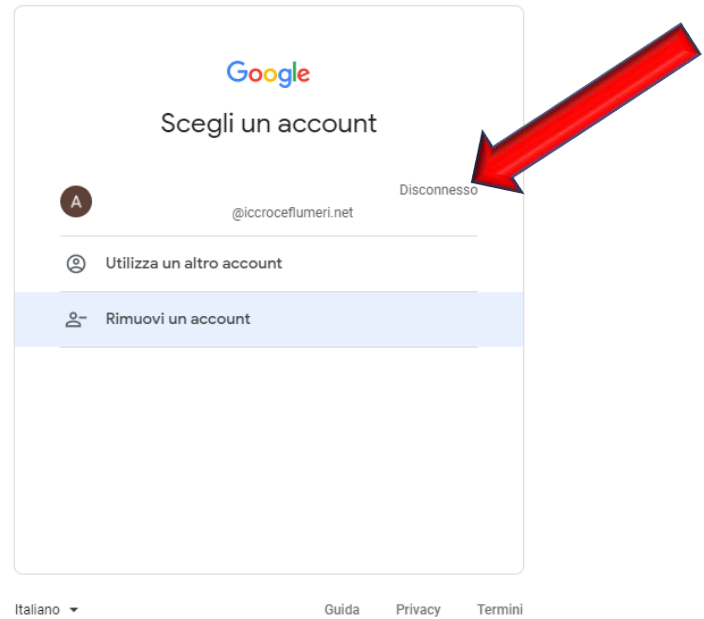 Google
Scegli un account
A
Disconnesso
@iccroceflumeri.net
Utilizza un altro account
Rimuovi un account
Italiano
Guida Privacy Termini